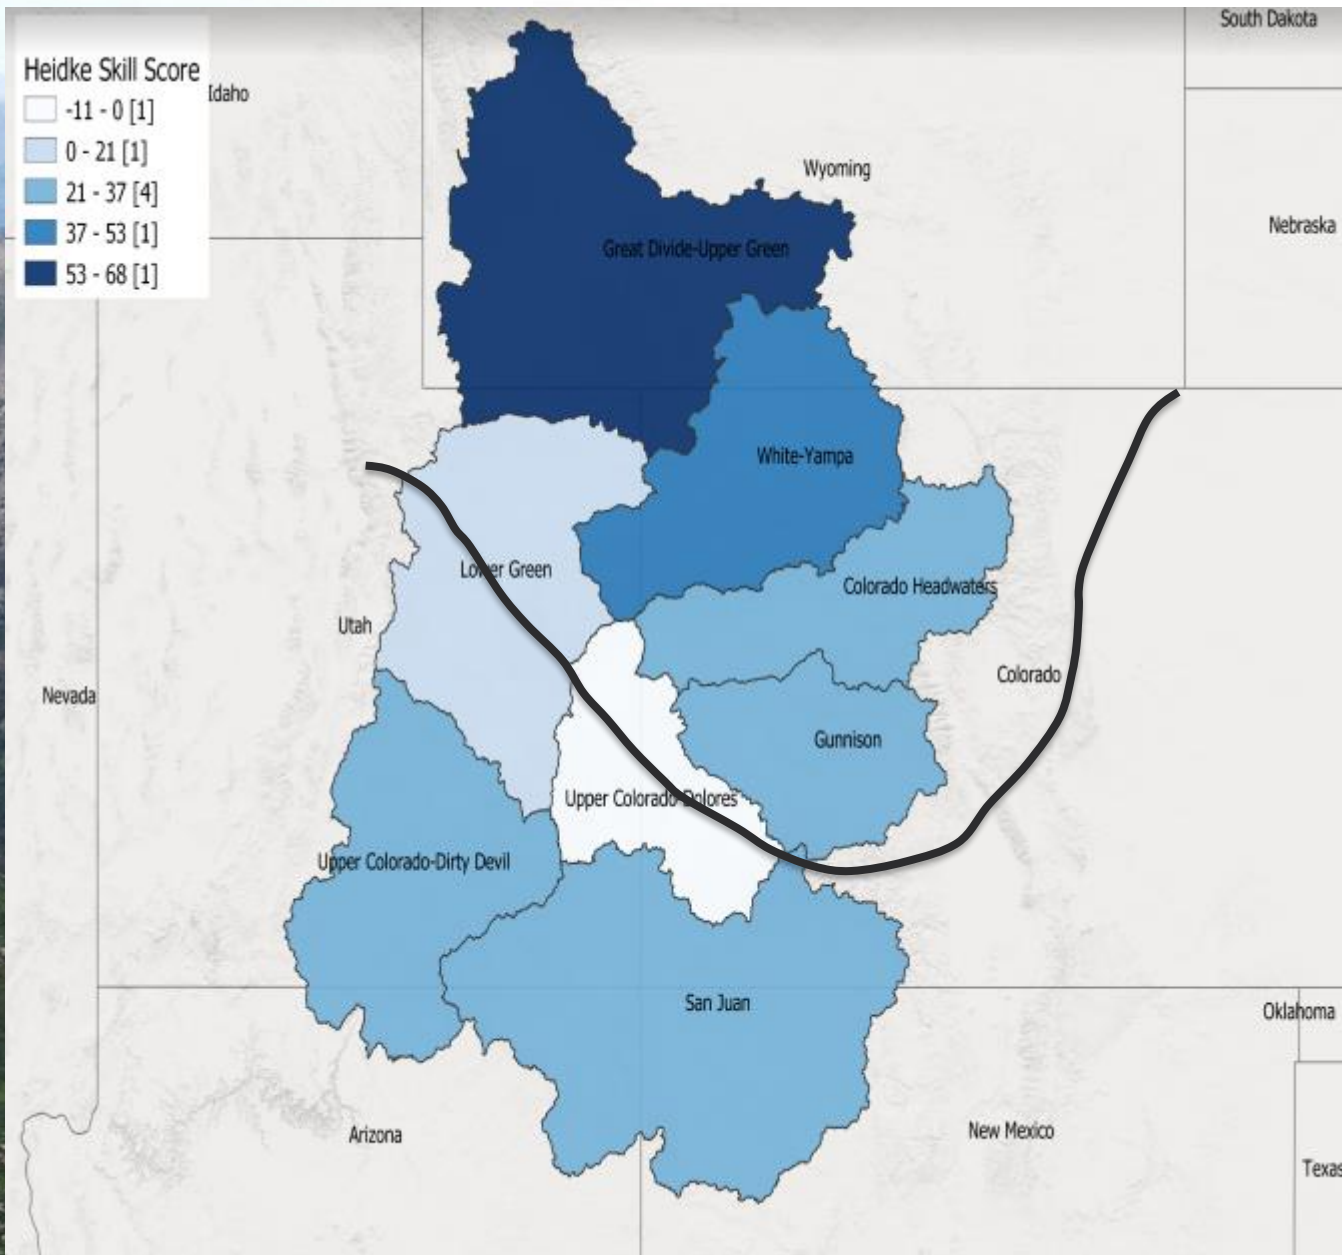 Heidke Skill Score
-11 - 0 [1]
0 - 21 [1]
21 - 37 [4]
37 - 53 [1]
53 - 68 [1]
South Dakota
Idaho
Wyoming
Nebraska
Great Divide-Upper Green
White-Yampa
Lower Green
Colorado Headwaters
Utah
Colorado
Nevada
Gunnison
Upper Colorado-Dolores
Upper Colorado-Dirty Devil
San Juan
Oklahoma
Arizona
New Mexico
Texas